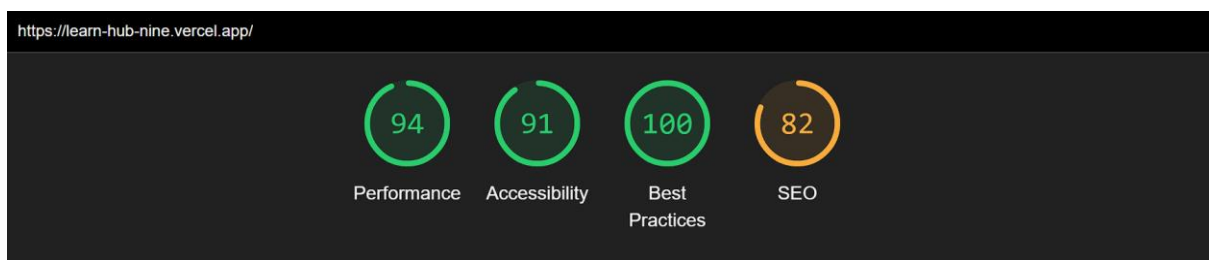 https://learn-hub-nine.vercel.app/
94 91 100 82
Performance Accessibility Best Practices SEO